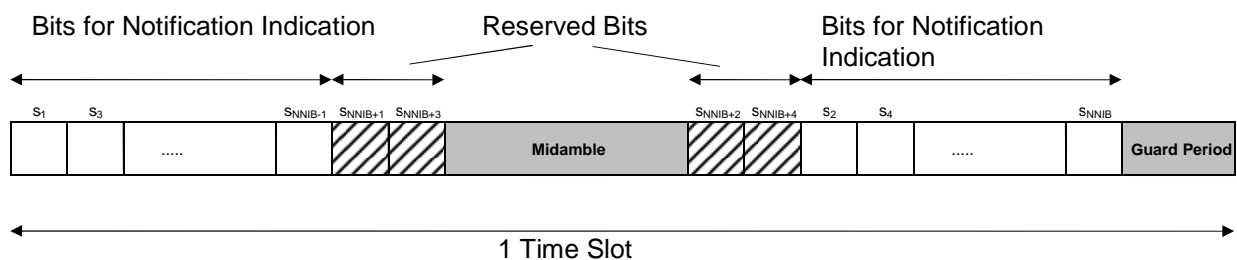 Bits for Notification Indication Reserved Bits Bits for Notification
Indication
s1 s3 sNNIB-1 sNNIB+1 sNNIB+3 sNNIB+2 sNNIB+4 s2 s4 sNNIB
..... Midamble ..... Guard Period
1 Time Slot